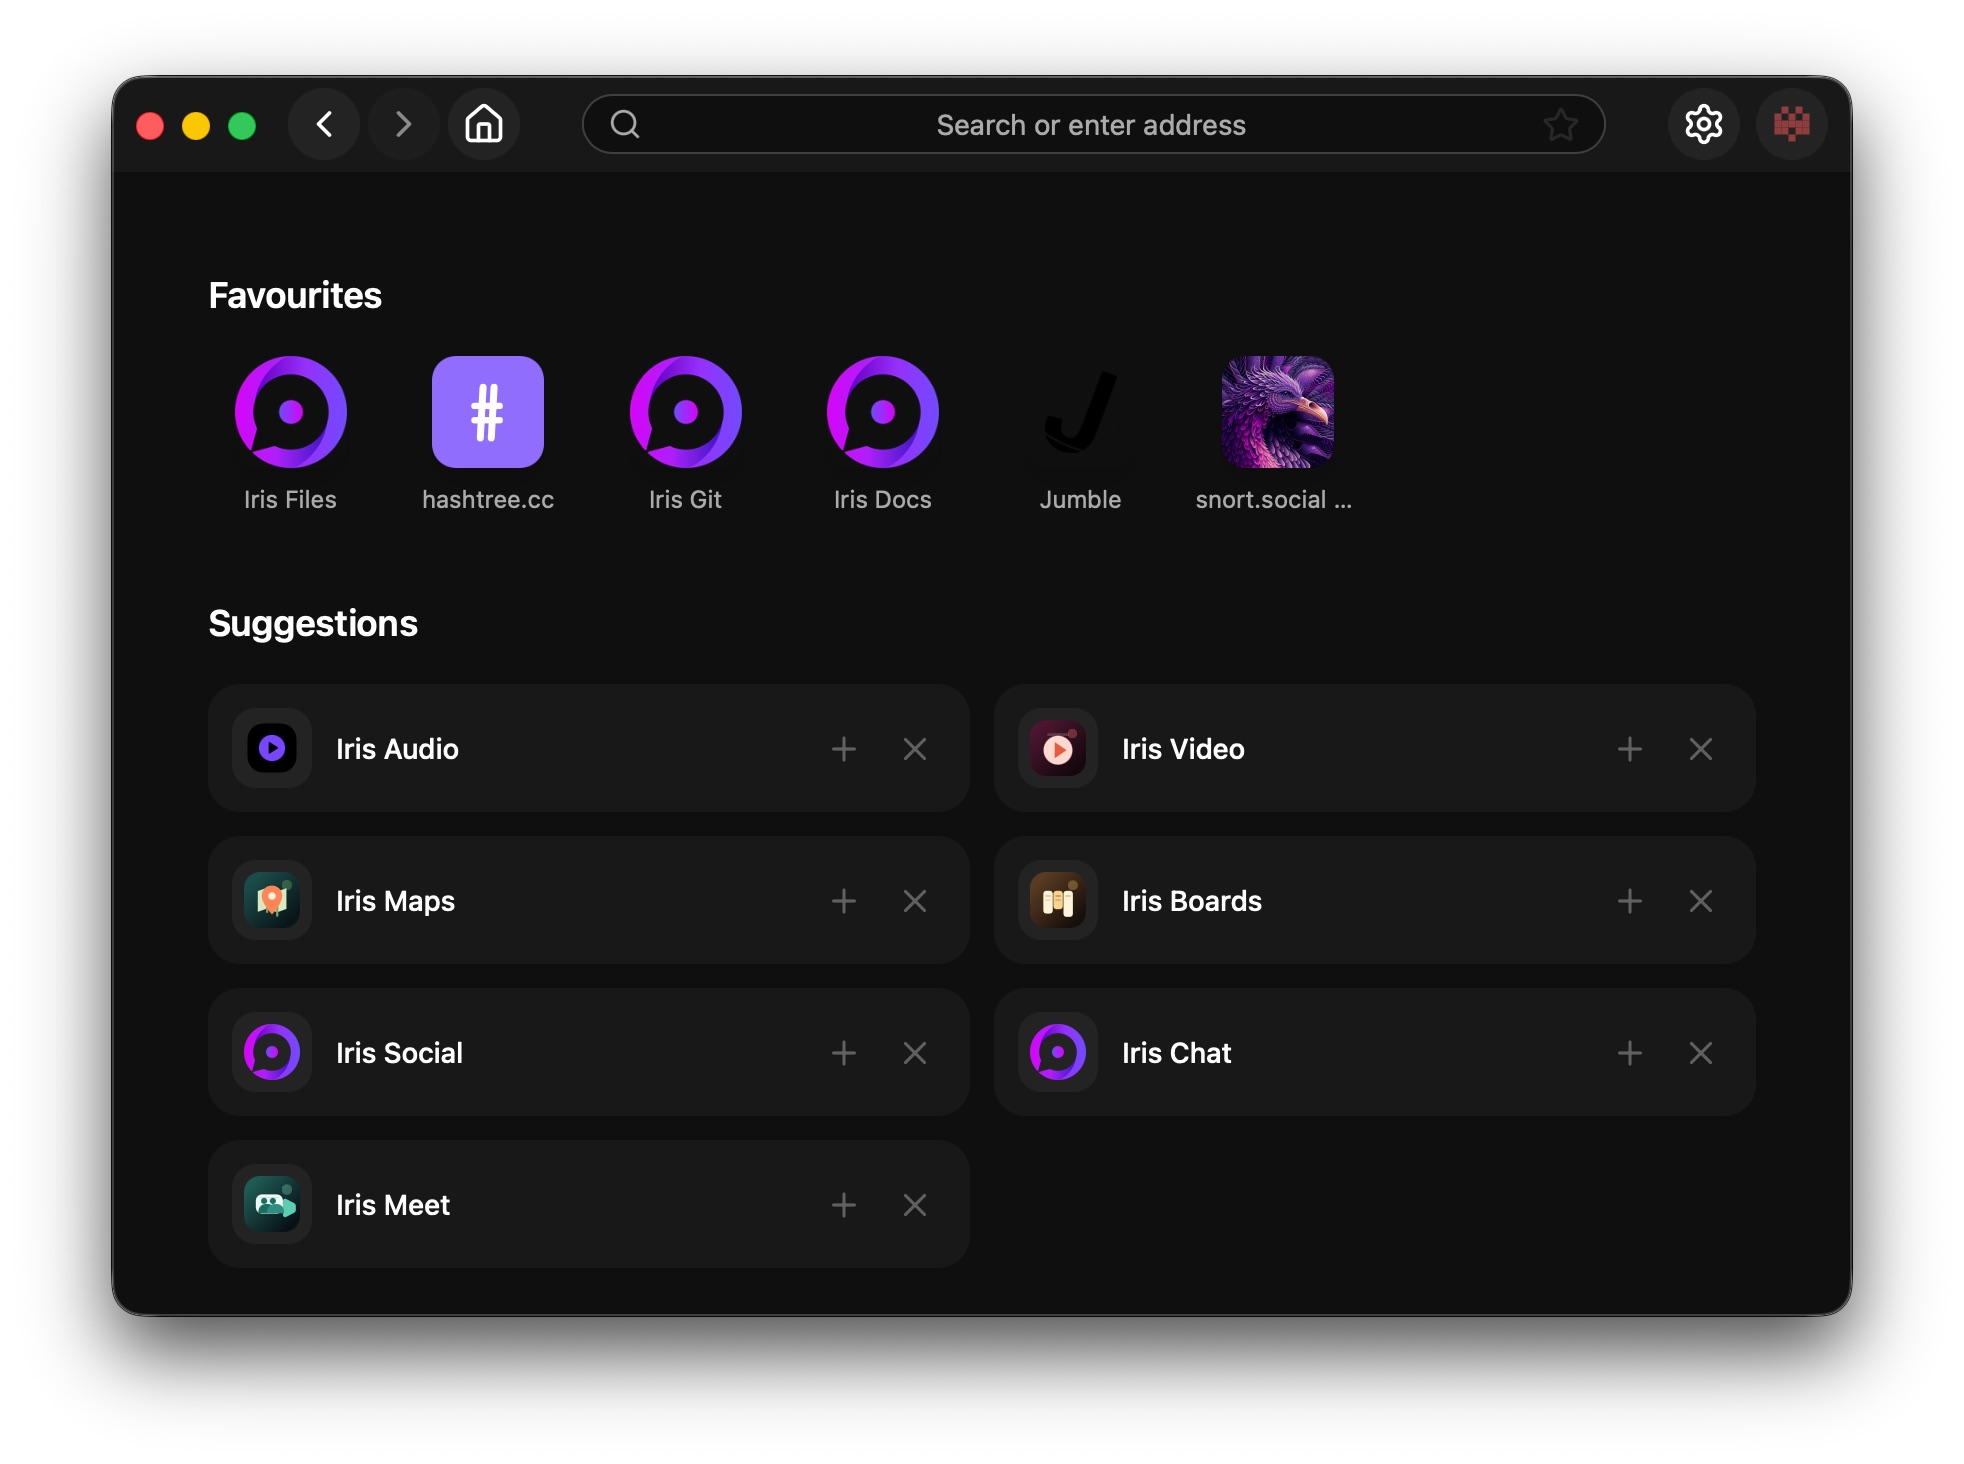 Search or enter address
Favourites
#
Iris Files
hashtree.cc
Iris Git
Iris Docs
Jumble
snort.social ...
Suggestions
Iris Audio
Iris Video
Iris Maps
Iris Boards
Iris Social
Iris Chat
Iris Meet